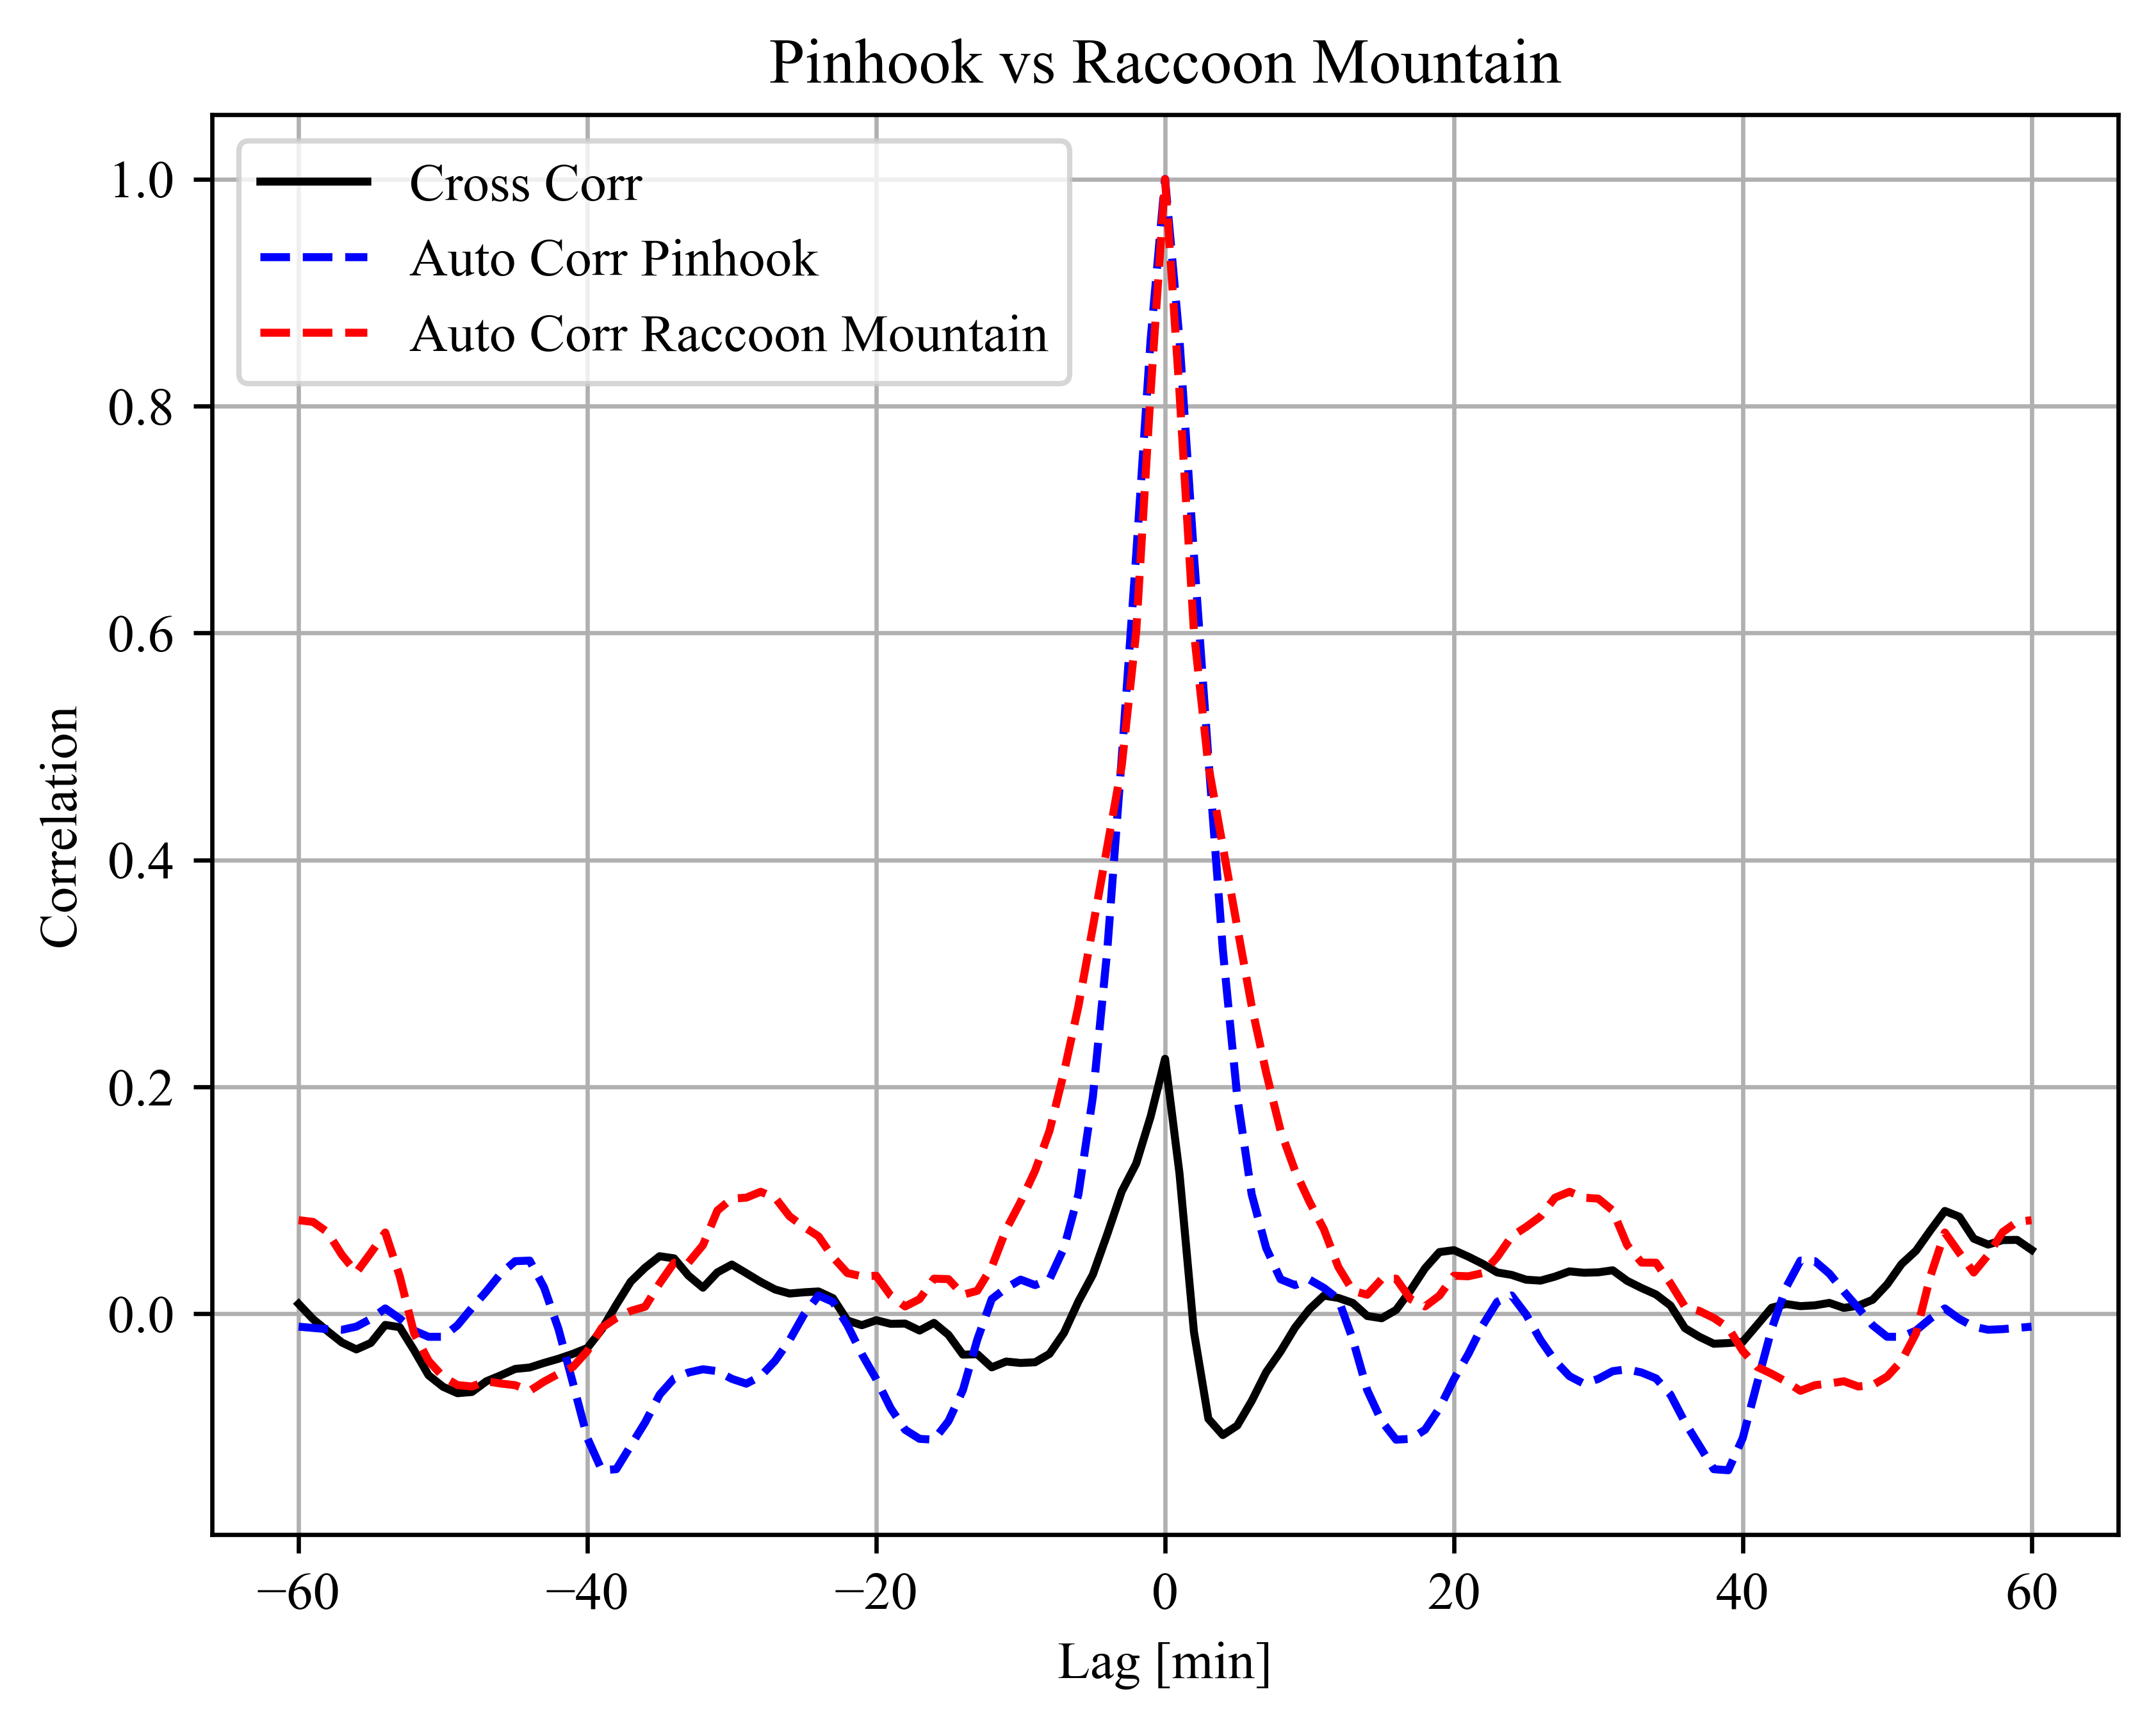 Pinhook vs Raccoon Mountain
Cross Corr
Auto Corr Pinhook
Auto Corr Raccoon Mountain
1.0
0.8
0.6
0.4
0.2
0.0
Correlation
−60 −40 −20 0 20 40 60
Lag [min]